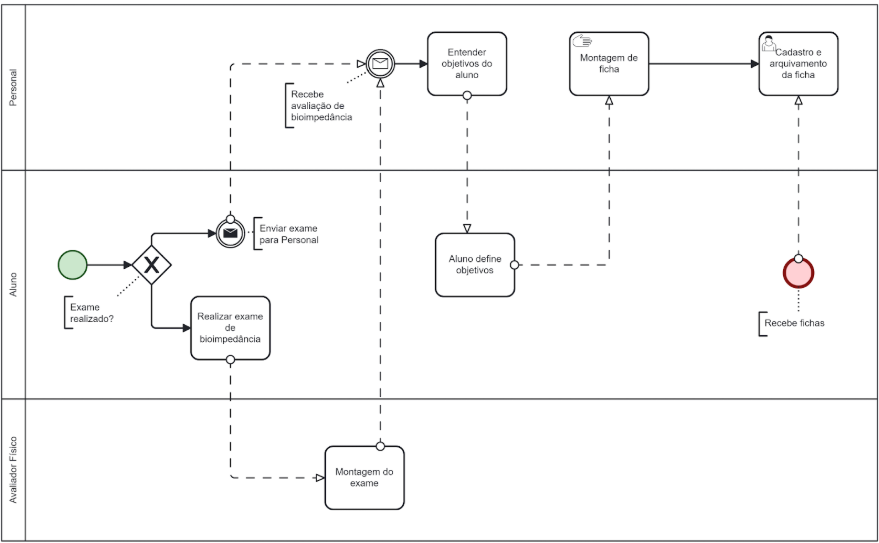 Personal
Recebe
avaliação de
bioimpedância
Entender
objetivos do
aluno
Montagem de
ficha
Cadastro e
arquivamento
da ficha
Aluno
Exame
realizado?
Enviar exame
para Personal
Realizar exame
de
bioimpedância
Aluno define
objetivos
Recebe fichas
Avaliador Físico
Montagem do
exame